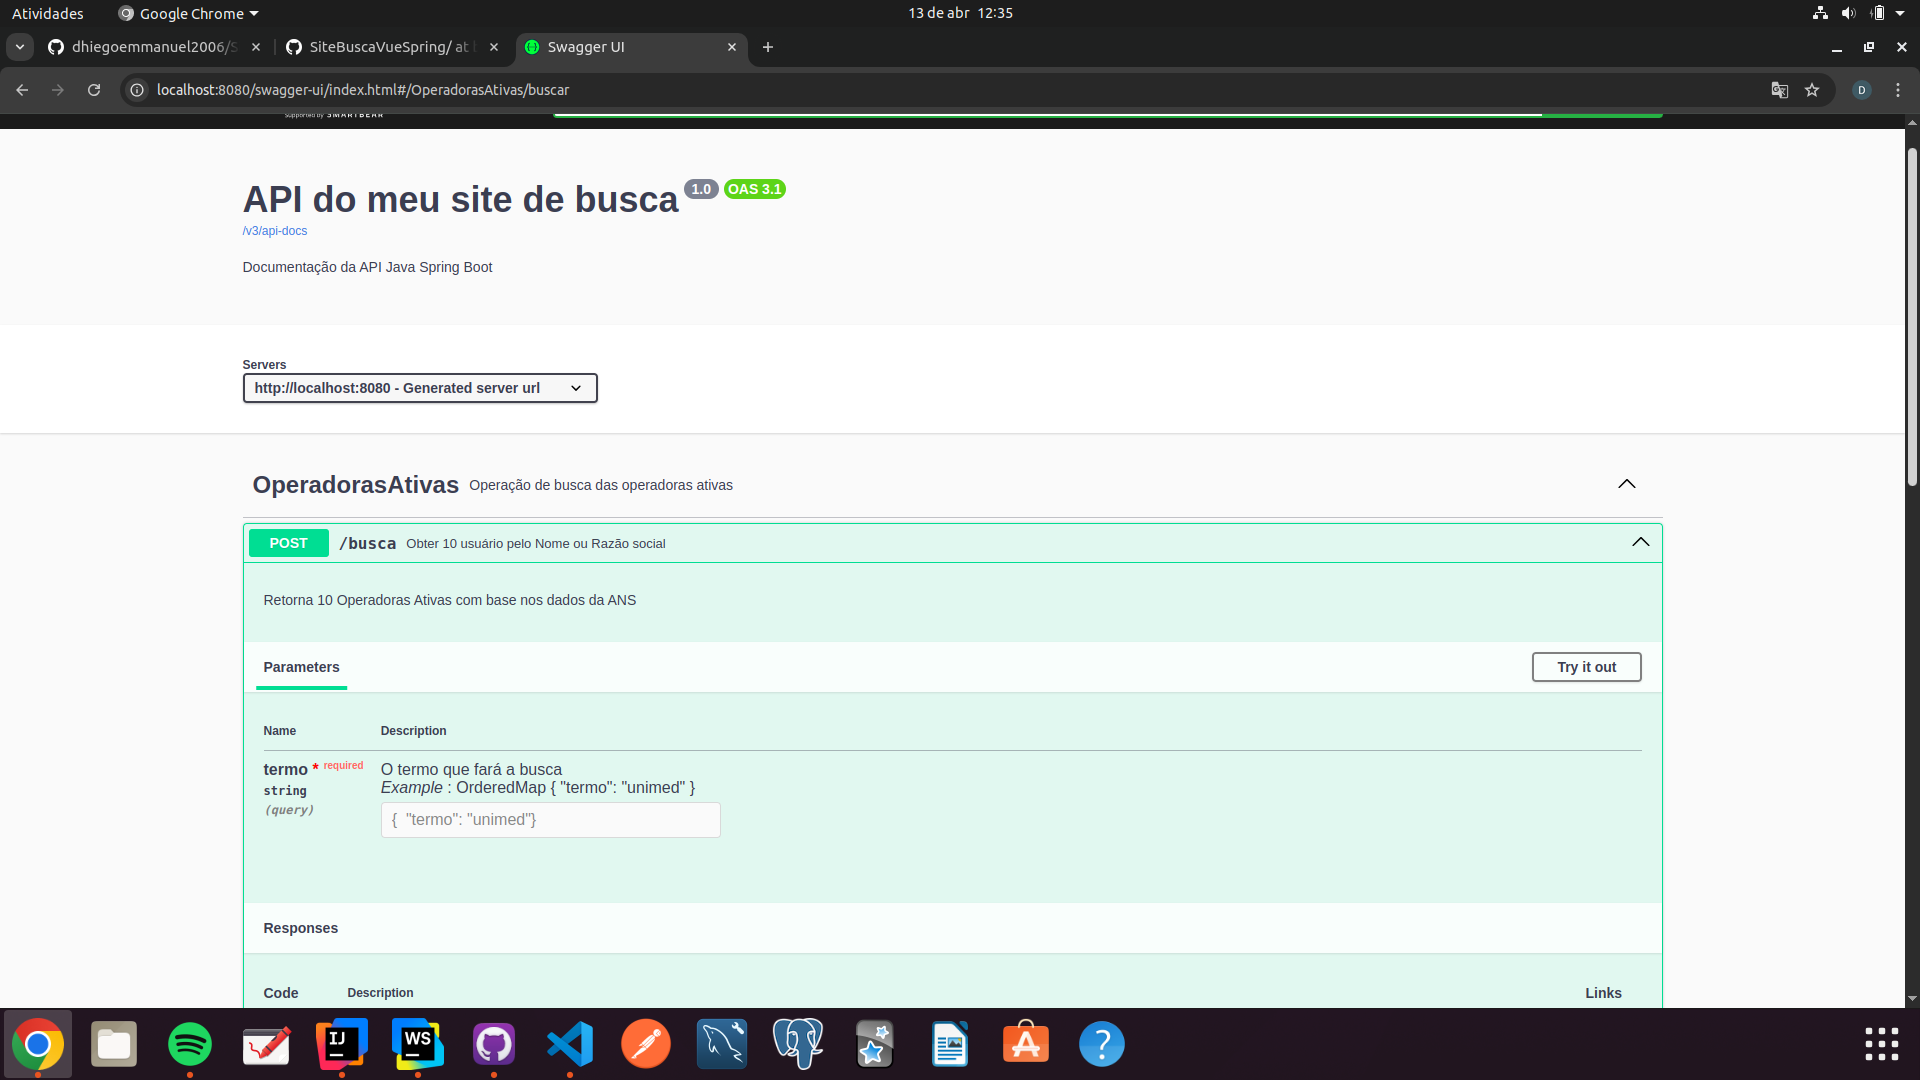 Atividades
Google Chrome
13 de abr 12:35
dhiegoemmanuel2006/S
SiteBuscaVueSpring/ at
Swagger UI
localhost:8080/swagger-ui/index.html#/OperadorasAtivas/buscar
D
supported by SMARTBEAR
API do meu site de busca 1.0 OAS 3.1
/v3/api-docs
Documentação da API Java Spring Boot
Servers
http://localhost:8080 - Generated server url
OperadorasAtivas Operação de busca das operadoras ativas
POST /busca Obter 10 usuário pelo Nome ou Razão social
Retorna 10 Operadoras Ativas com base nos dados da ANS
Parameters
Try it out
Name Description
termo * required
string
(query)
O termo que fará a busca
Example : OrderedMap { "termo": "unimed" }
{ "termo": "unimed"}
Responses
Code Description Links
IJ
WS
A
?